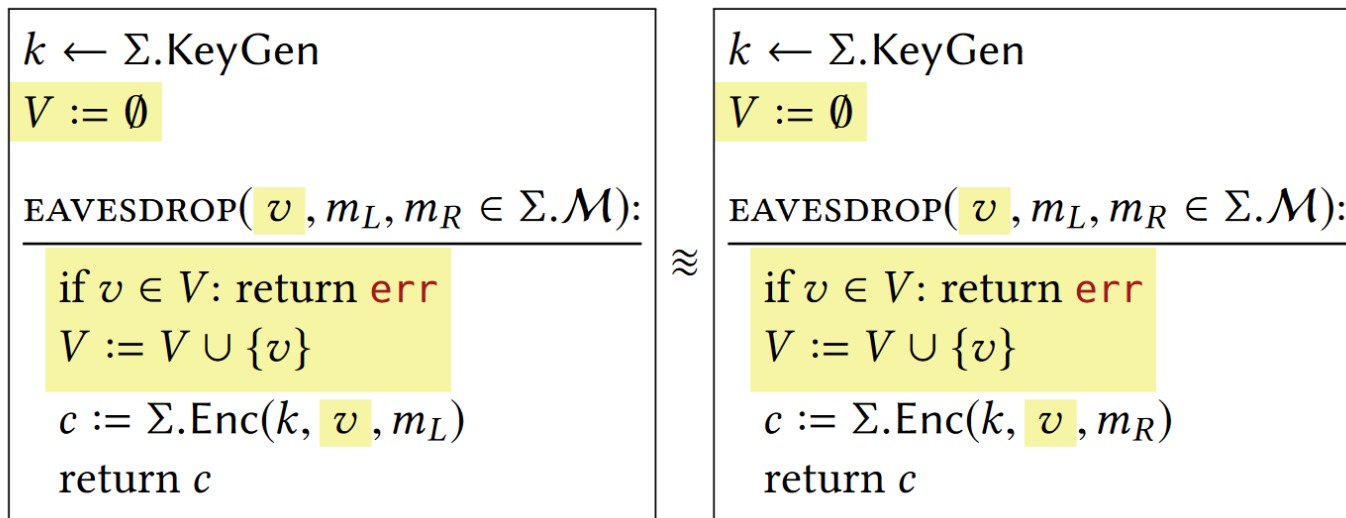 k ← Σ.KeyGen
V := ∅
EAVESDROP( v , m_L, m_R ∈ Σ.ℳ):
if v ∈ V: return err
V := V ∪ {v}
c := Σ.Enc(k, v , m_L)
return c
≋
k ← Σ.KeyGen
V := ∅
EAVESDROP( v , m_L, m_R ∈ Σ.ℳ):
if v ∈ V: return err
V := V ∪ {v}
c := Σ.Enc(k, v , m_R)
return c